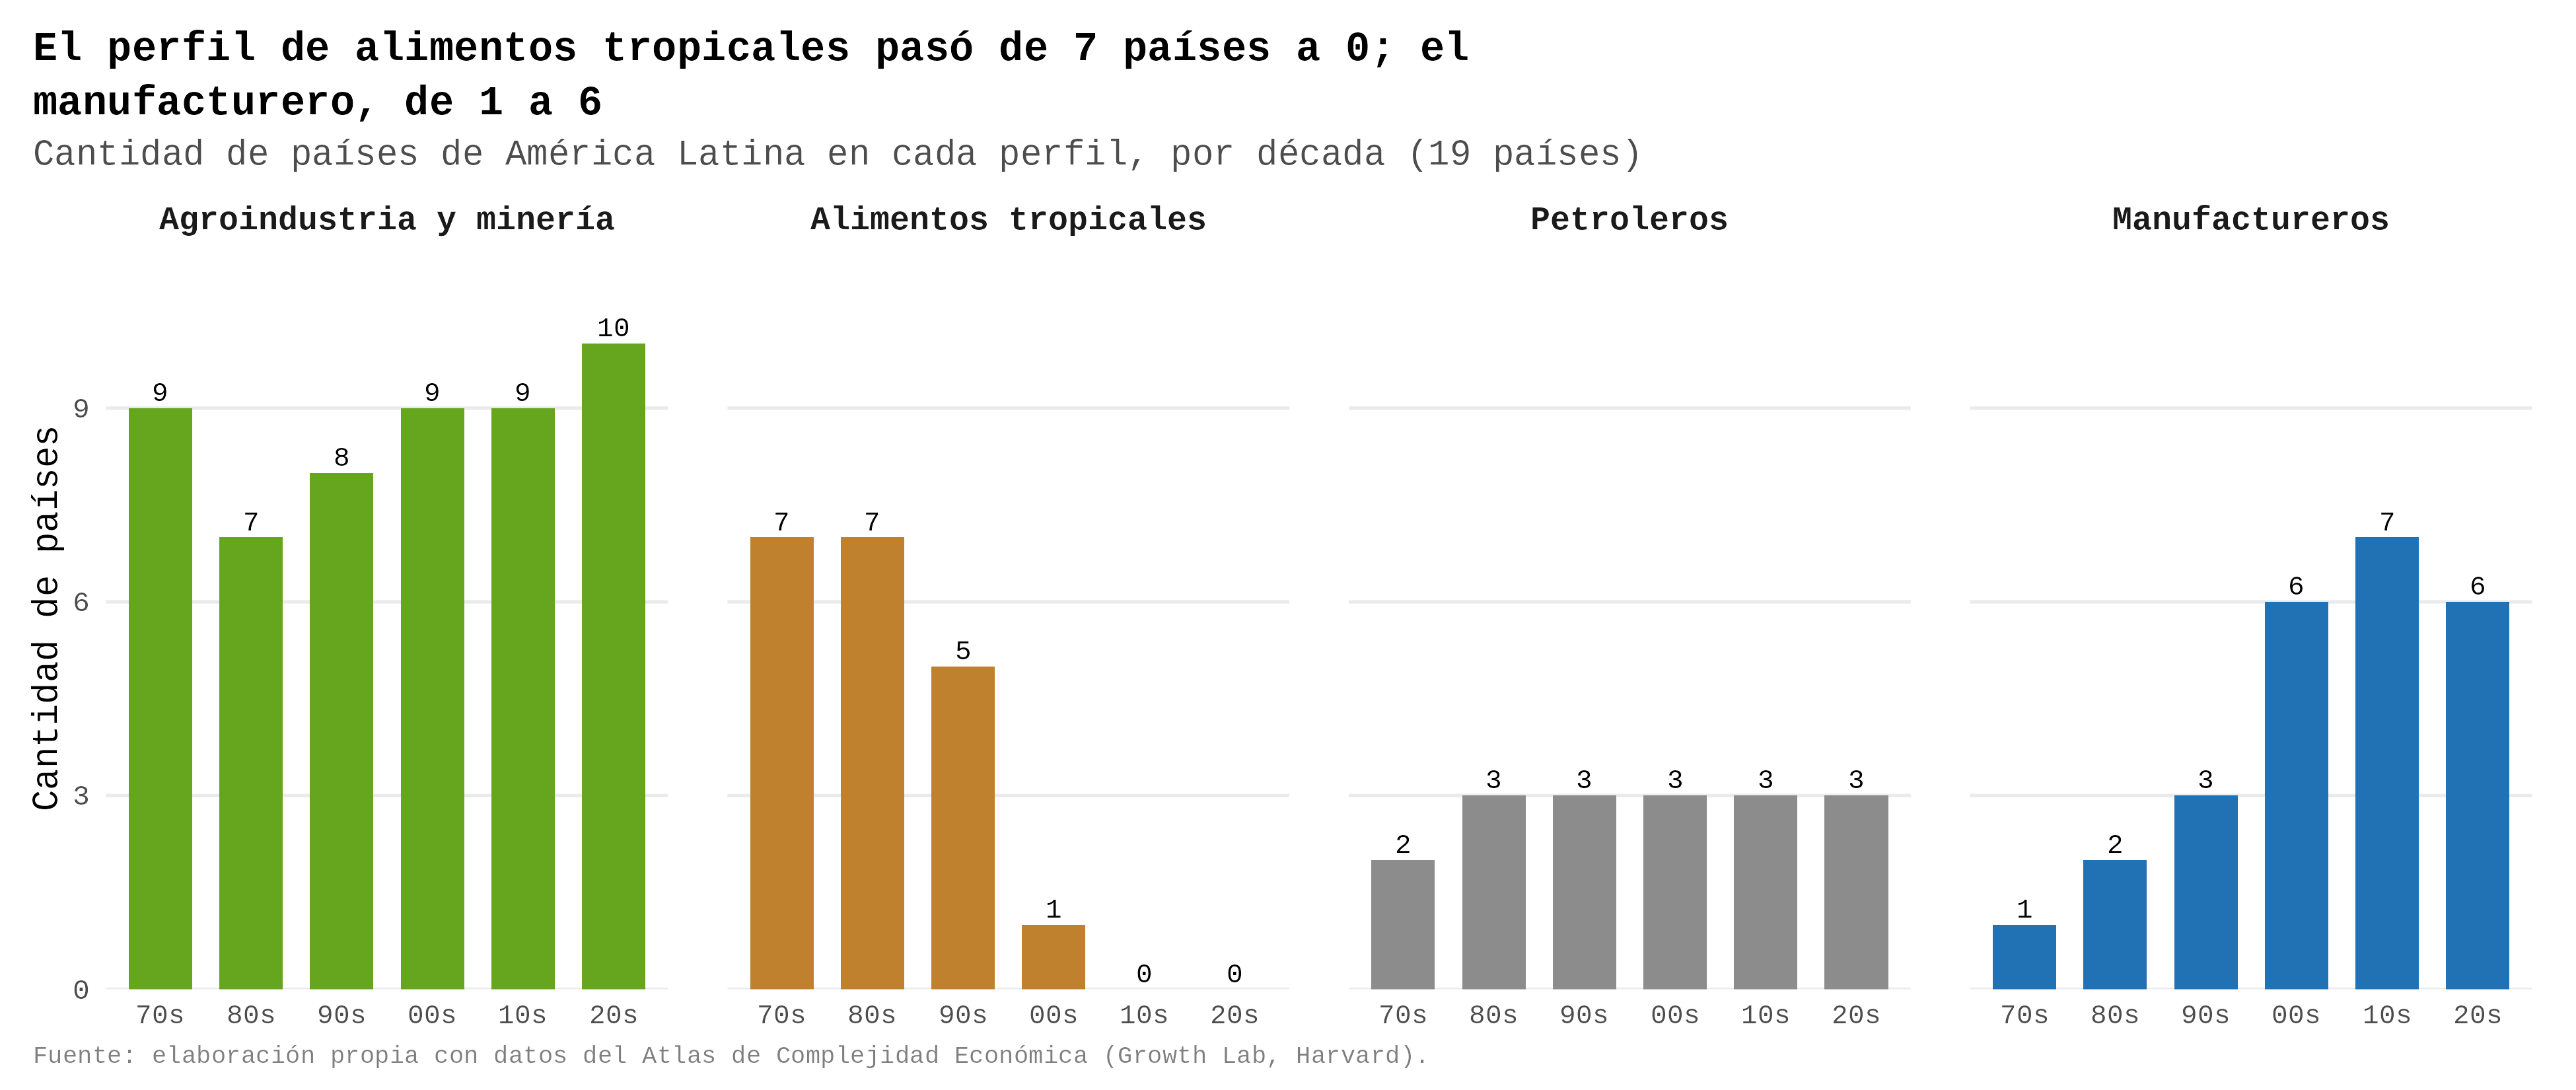 El perfil de alimentos tropicales pasó de 7 países a 0; el
manufacturero, de 1 a 6
Cantidad de países de América Latina en cada perfil, por década (19 países)
Agroindustria y minería
Alimentos tropicales
Petroleros
Manufactureros
Cantidad de países
9
6
3
0
9 7 8 9 9 10
7 7 5 1 0 0
2 3 3 3 3 3
1 2 3 6 7 6
70s 80s 90s 00s 10s 20s
70s 80s 90s 00s 10s 20s
70s 80s 90s 00s 10s 20s
70s 80s 90s 00s 10s 20s
Fuente: elaboración propia con datos del Atlas de Complejidad Económica (Growth Lab, Harvard).